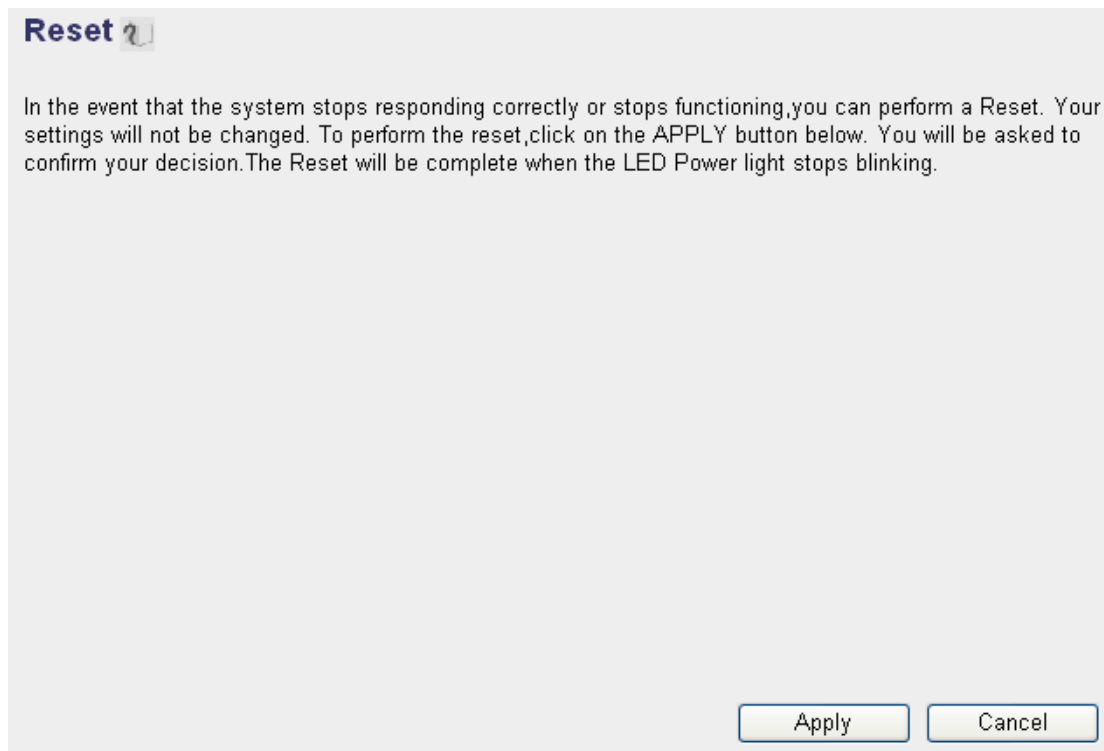 Reset
In the event that the system stops responding correctly or stops functioning,you can perform a Reset. Your
settings will not be changed. To perform the reset,click on the APPLY button below. You will be asked to
confirm your decision.The Reset will be complete when the LED Power light stops blinking.
Apply Cancel